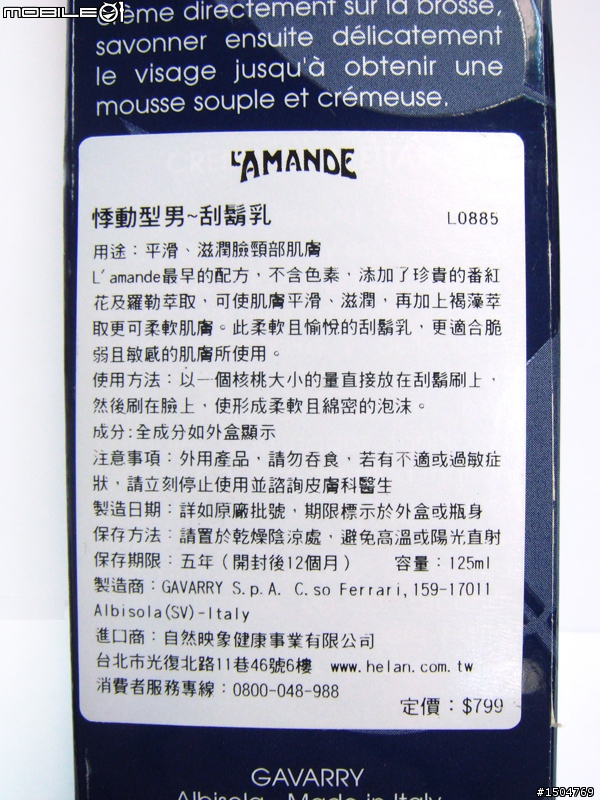 MOBILE01
crème directement sur la brosse,
savonner ensuite délicatement
le visage jusqu'à obtenir une
mousse souple et crémeuse.
L'AMANDE
悸動型男~刮鬍乳 L0885
用途：平滑、滋潤臉頸部肌膚
L'amande最早的配方，不含色素，添加了珍貴的番紅
花及羅勒萃取，可使肌膚平滑、滋潤，再加上褐藻萃
取更可柔軟肌膚。此柔軟且愉悅的刮鬍乳，更適合脆
弱且敏感的肌膚所使用。
使用方法：以一個核桃大小的量直接放在刮鬍刷上，
然後刷在臉上，使形成柔軟且綿密的泡沫。
成分:全成分如外盒顯示
注意事項：外用產品，請勿吞食，若有不適或過敏症
狀，請立刻停止使用並諮詢皮膚科醫生
製造日期：詳如原廠批號，期限標示於外盒或瓶身
保存方法：請置於乾燥陰涼處，避免高溫或陽光直射
保存期限：五年（開封後12個月） 容量：125ml
製造商：GAVARRY S.p.A. C.so Ferrari,159-17011
Albisola(SV)-Italy
進口商：自然映象健康事業有限公司
台北市光復北路11巷46號6樓 www.helan.com.tw
消費者服務專線：0800-048-988
定價：$799
GAVARRY
Albisola - Made in Italy
#1504769